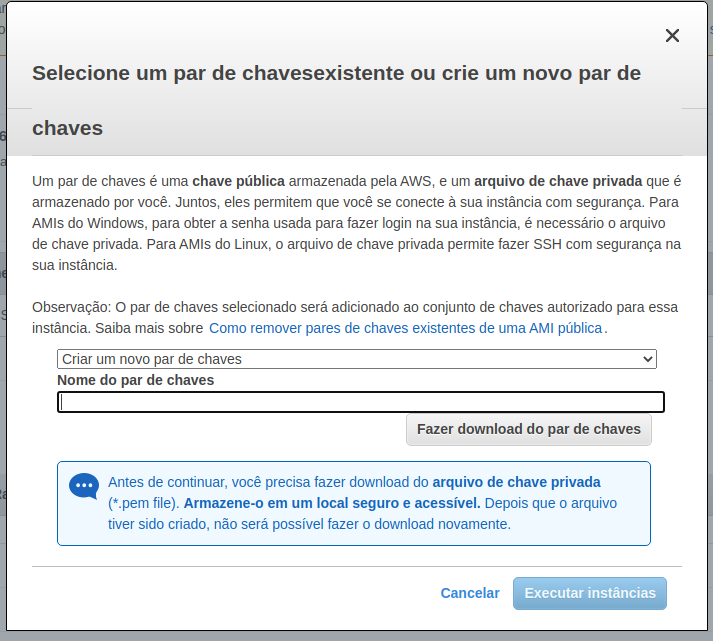 Selecione um par de chavesexistente ou crie um novo par de
chaves
Um par de chaves é uma chave pública armazenada pela AWS, e um arquivo de chave privada que é
armazenado por você. Juntos, eles permitem que você se conecte à sua instância com segurança. Para
AMIs do Windows, para obter a senha usada para fazer login na sua instância, é necessário o arquivo
de chave privada. Para AMIs do Linux, o arquivo de chave privada permite fazer SSH com segurança na
sua instância.
Observação: O par de chaves selecionado será adicionado ao conjunto de chaves autorizado para essa
instância. Saiba mais sobre Como remover pares de chaves existentes de uma AMI pública.
Criar um novo par de chaves
Nome do par de chaves
Fazer download do par de chaves
Antes de continuar, você precisa fazer download do arquivo de chave privada
(*.pem file). Armazene-o em um local seguro e acessível. Depois que o arquivo
tiver sido criado, não será possível fazer o download novamente.
Cancelar Executar instâncias